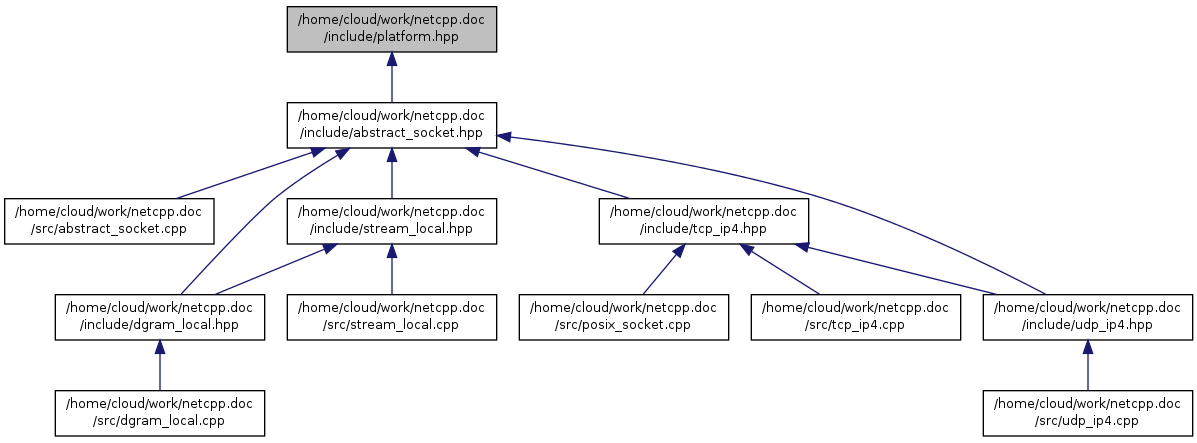 /home/cloud/work/netcpp.doc
/include/platform.hpp
/home/cloud/work/netcpp.doc
/include/abstract_socket.hpp
/home/cloud/work/netcpp.doc
/src/abstract_socket.cpp
/home/cloud/work/netcpp.doc
/include/stream_local.hpp
/home/cloud/work/netcpp.doc
/include/tcp_ip4.hpp
/home/cloud/work/netcpp.doc
/include/dgram_local.hpp
/home/cloud/work/netcpp.doc
/src/stream_local.cpp
/home/cloud/work/netcpp.doc
/src/posix_socket.cpp
/home/cloud/work/netcpp.doc
/src/tcp_ip4.cpp
/home/cloud/work/netcpp.doc
/include/udp_ip4.hpp
/home/cloud/work/netcpp.doc
/src/dgram_local.cpp
/home/cloud/work/netcpp.doc
/src/udp_ip4.cpp